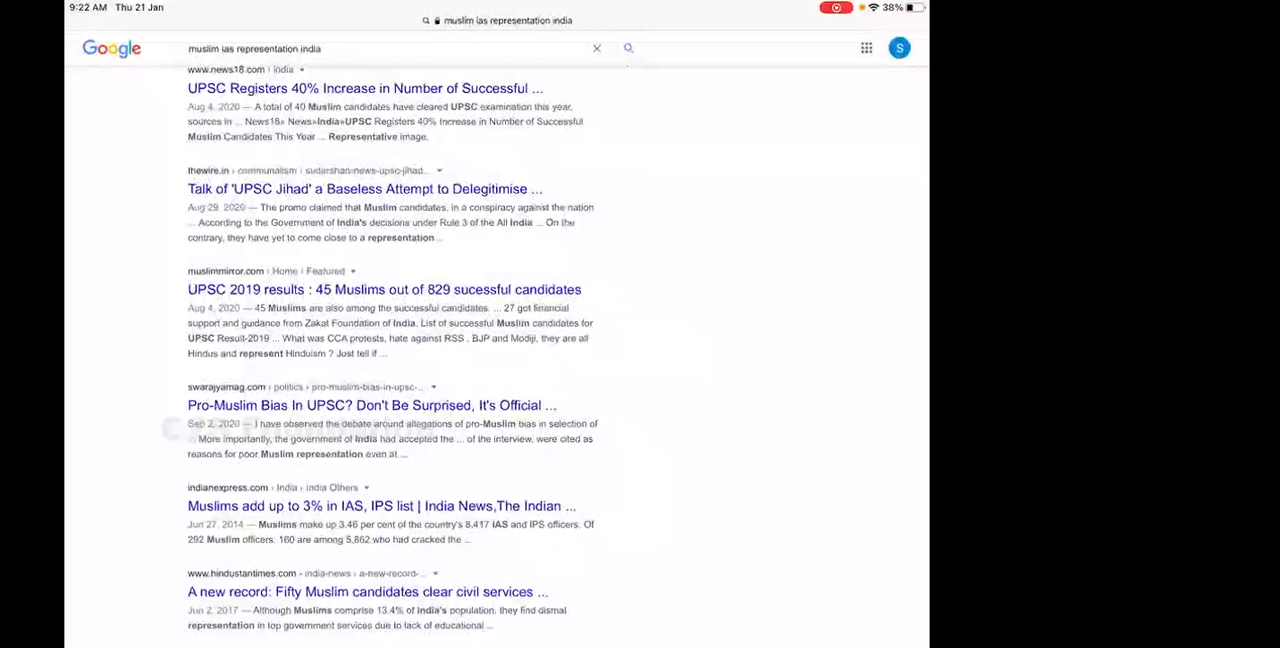 9:22 AM Thu 21 Jan
38%
muslim ias representation india
Google
muslim ias representation india
S
www.news18.com › india
UPSC Registers 40% Increase in Number of Successful ...
Aug 4, 2020 — A total of 40 Muslim candidates have cleared UPSC examination this year,
sources in ... News18» News»India»UPSC Registers 40% Increase in Number of Successful
Muslim Candidates This Year ... Representative image.
thewire.in › communalism › sudarshan-news-upsc-jihad...
Talk of 'UPSC Jihad' a Baseless Attempt to Delegitimise ...
Aug 29, 2020 — The promo claimed that Muslim candidates, in a conspiracy against the nation
... According to the Government of India's decisions under Rule 3 of the All India ... On the
contrary, they have yet to come close to a representation ...
muslimmirror.com › Home › Featured
UPSC 2019 results : 45 Muslims out of 829 sucessful candidates
Aug 4, 2020 — 45 Muslims are also among the successful candidates. ... 27 got financial
support and guidance from Zakat Foundation of India. List of successful Muslim candidates for
UPSC Result-2019 ... What was CCA protests, hate against RSS , BJP and Modiji, they are all
Hindus and represent Hinduism ? Just tell if ...
swarajyamag.com › politics › pro-muslim-bias-in-upsc-...
Pro-Muslim Bias In UPSC? Don't Be Surprised, It's Official ...
Sep 2, 2020 — I have observed the debate around allegations of pro-Muslim bias in selection of
... More importantly, the government of India had accepted the ... of the interview, were cited as
reasons for poor Muslim representation even at ...
indianexpress.com › India › India Others
Muslims add up to 3% in IAS, IPS list | India News,The Indian ...
Jun 27, 2014 — Muslims make up 3.46 per cent of the country's 8,417 IAS and IPS officers. Of
292 Muslim officers, 160 are among 5,862 who had cracked the ...
www.hindustantimes.com › india-news › a-new-record-...
A new record: Fifty Muslim candidates clear civil services ...
Jun 2, 2017 — Although Muslims comprise 13.4% of India's population, they find dismal
representation in top government services due to lack of educational ...